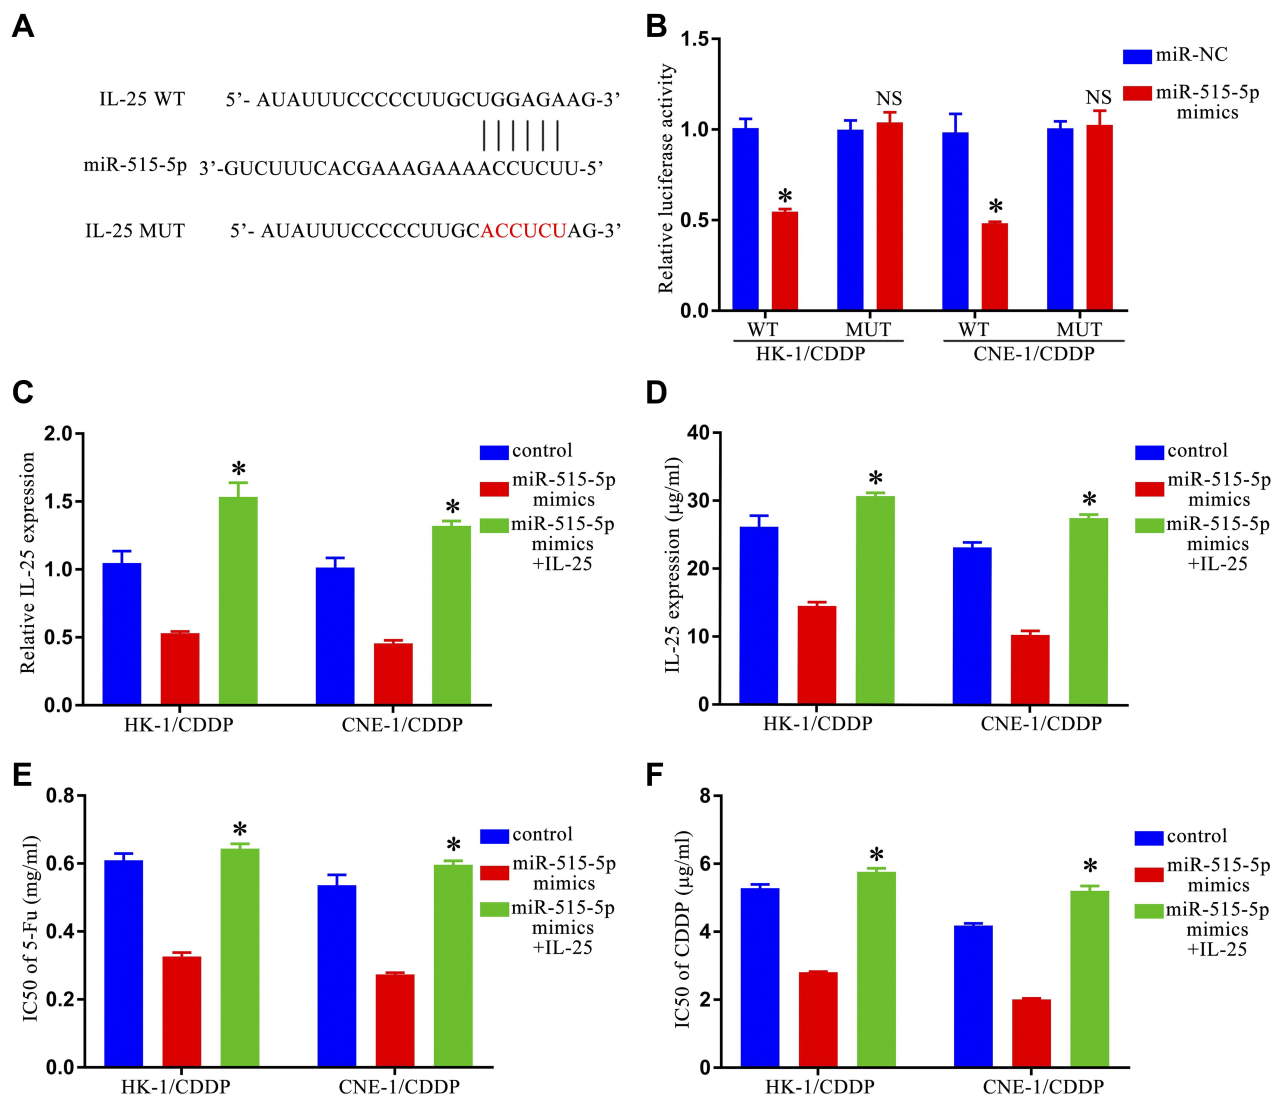 A
IL-25 WT 5’- AUAUUUCCCCCUUGCUGGAGAAG-3’
miR-515-5p 3’-GUCUUUCACGAAAGAAAACCUCUU-5’
IL-25 MUT 5’- AUAUUUCCCCCUUGCACCUCUAG-3’
B
Relative luciferase activity
1.5
1.0
0.5
0.0
* NS * NS
WT MUT WT MUT
HK-1/CDDP CNE-1/CDDP
miR-NC
miR-515-5p
mimics
C
Relative IL-25 expression
2.0
1.5
1.0
0.5
0.0
* *
HK-1/CDDP CNE-1/CDDP
control
miR-515-5p
mimics
miR-515-5p
mimics
+IL-25
D
IL-25 expression (μg/ml)
40
30
20
10
0
* *
HK-1/CDDP CNE-1/CDDP
control
miR-515-5p
mimics
miR-515-5p
mimics
+IL-25
E
IC50 of 5-Fu (mg/ml)
0.8
0.6
0.4
0.2
0.0
* *
HK-1/CDDP CNE-1/CDDP
control
miR-515-5p
mimics
miR-515-5p
mimics
+IL-25
F
IC50 of CDDP (μg/ml)
8
6
4
2
0
* *
HK-1/CDDP CNE-1/CDDP
control
miR-515-5p
mimics
miR-515-5p
mimics
+IL-25